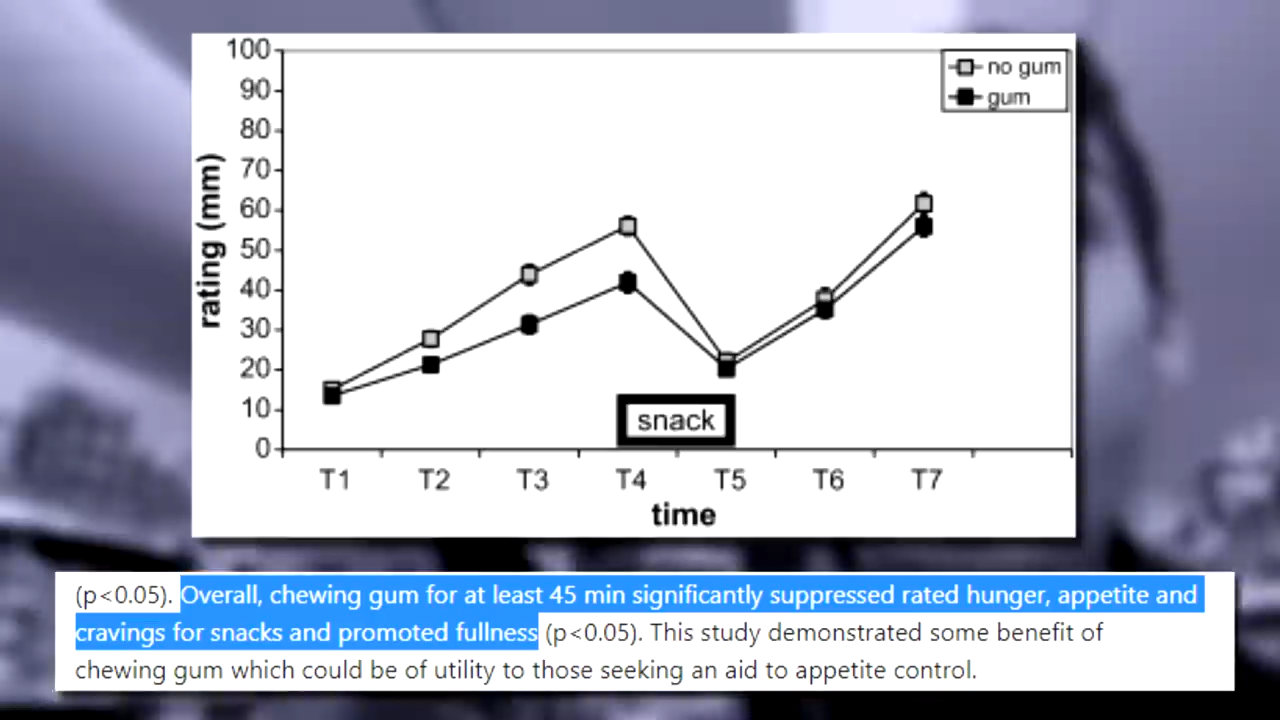 100
90
80
70
60
50
40
30
20
10
0
rating (mm)
no gum
gum
snack
T1 T2 T3 T4 T5 T6 T7
time
(p<0.05). Overall, chewing gum for at least 45 min significantly suppressed rated hunger, appetite and
cravings for snacks and promoted fullness (p<0.05). This study demonstrated some benefit of
chewing gum which could be of utility to those seeking an aid to appetite control.